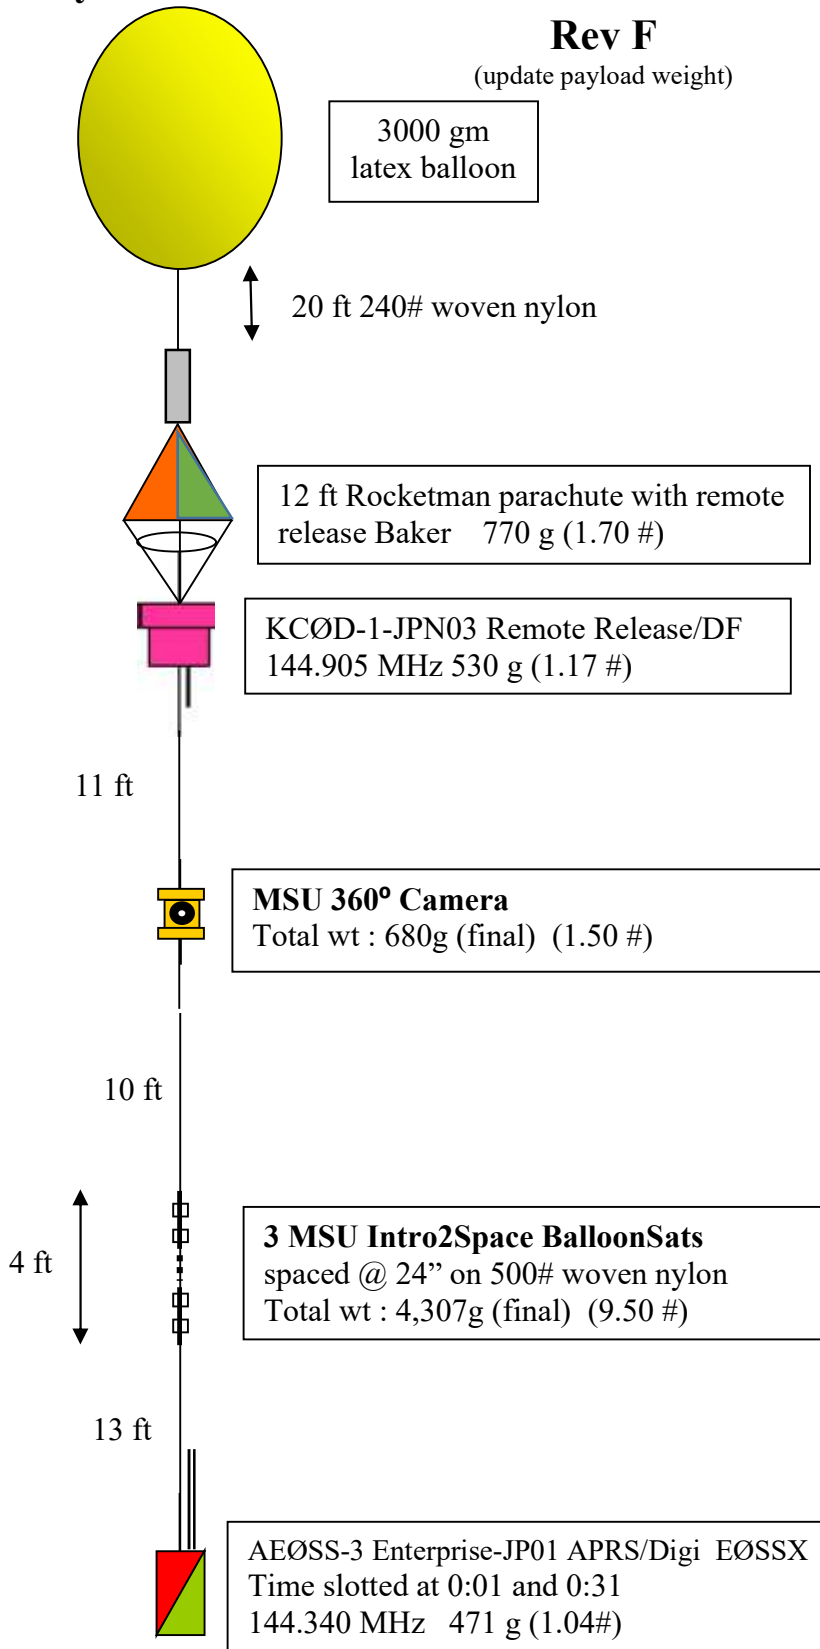 Rev F
(update payload weight)
3000 gm
latex balloon
20 ft 240# woven nylon
12 ft Rocketman parachute with remote
release Baker    770 g (1.70 #)
KCØD-1-JPN03 Remote Release/DF
144.905 MHz 530 g (1.17 #)
11 ft
MSU 360º Camera
Total wt : 680g (final)  (1.50 #)
10 ft
4 ft
3 MSU Intro2Space BalloonSats
spaced @ 24” on 500# woven nylon
Total wt : 4,307g (final)  (9.50 #)
13 ft
AEØSS-3 Enterprise-JP01 APRS/Digi  EØSSX
Time slotted at 0:01 and 0:31
144.340 MHz   471 g (1.04#)